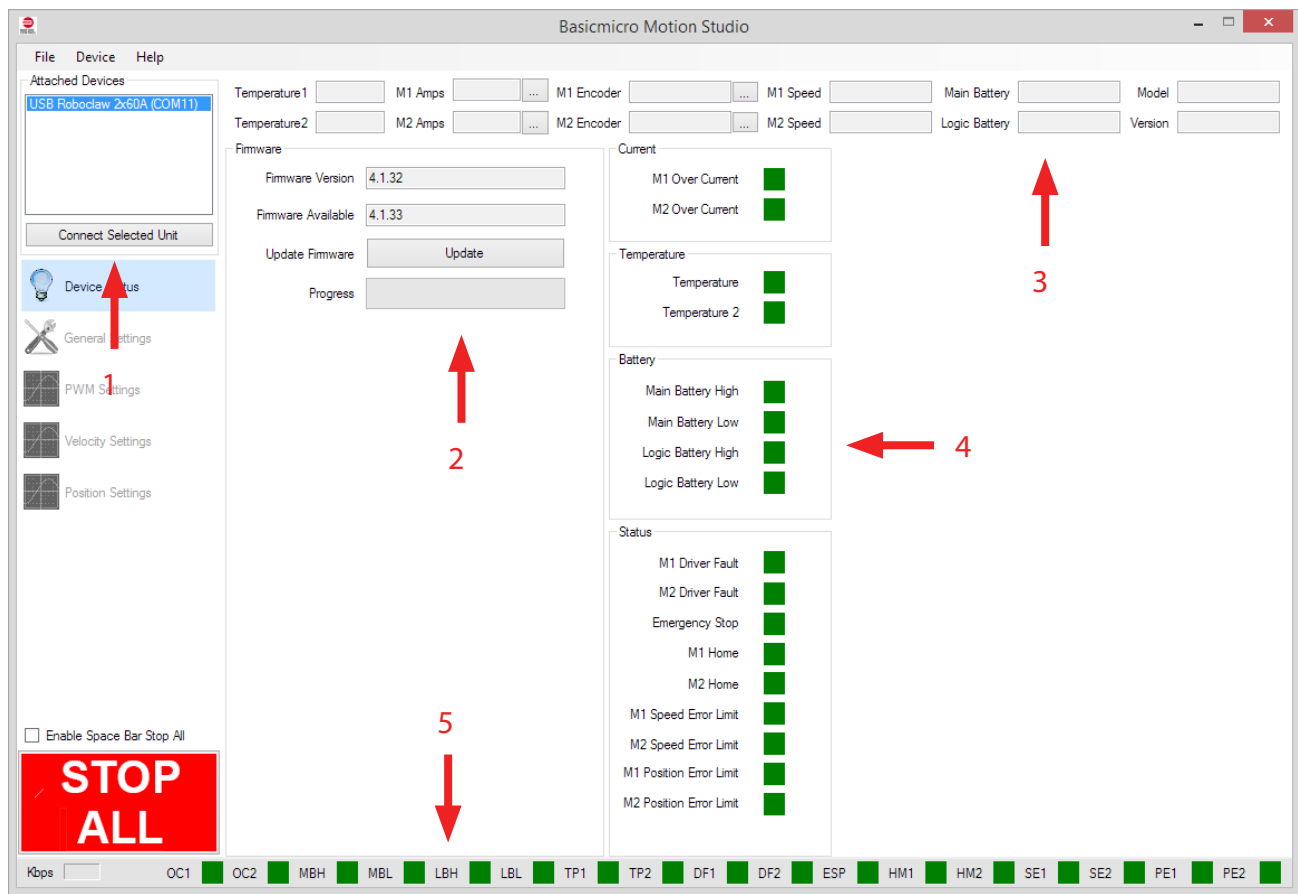 Basicmicro Motion Studio
File Device Help
Attached Devices
USB Roboclaw 2x60A (COM11)
Connect Selected Unit
Temperature1 M1 Amps ... M1 Encoder ... M1 Speed Main Battery Model
Temperature2 M2 Amps ... M2 Encoder ... M2 Speed Logic Battery Version
Device Status
General Settings
PWM Settings
Velocity Settings
Position Settings
1
Firmware
Firmware Version 4.1.32
Firmware Available 4.1.33
Update Firmware Update
Progress
2
Current
M1 Over Current
M2 Over Current
Temperature
Temperature
Temperature 2
Battery
Main Battery High
Main Battery Low
Logic Battery High
Logic Battery Low
Status
M1 Driver Fault
M2 Driver Fault
Emergency Stop
M1 Home
M2 Home
M1 Speed Error Limit
M2 Speed Error Limit
M1 Position Error Limit
M2 Position Error Limit
3
4
5
Enable Space Bar Stop All
STOP
ALL
Kbps OC1 OC2 MBH MBL LBH LBL TP1 TP2 DF1 DF2 ESP HM1 HM2 SE1 SE2 PE1 PE2